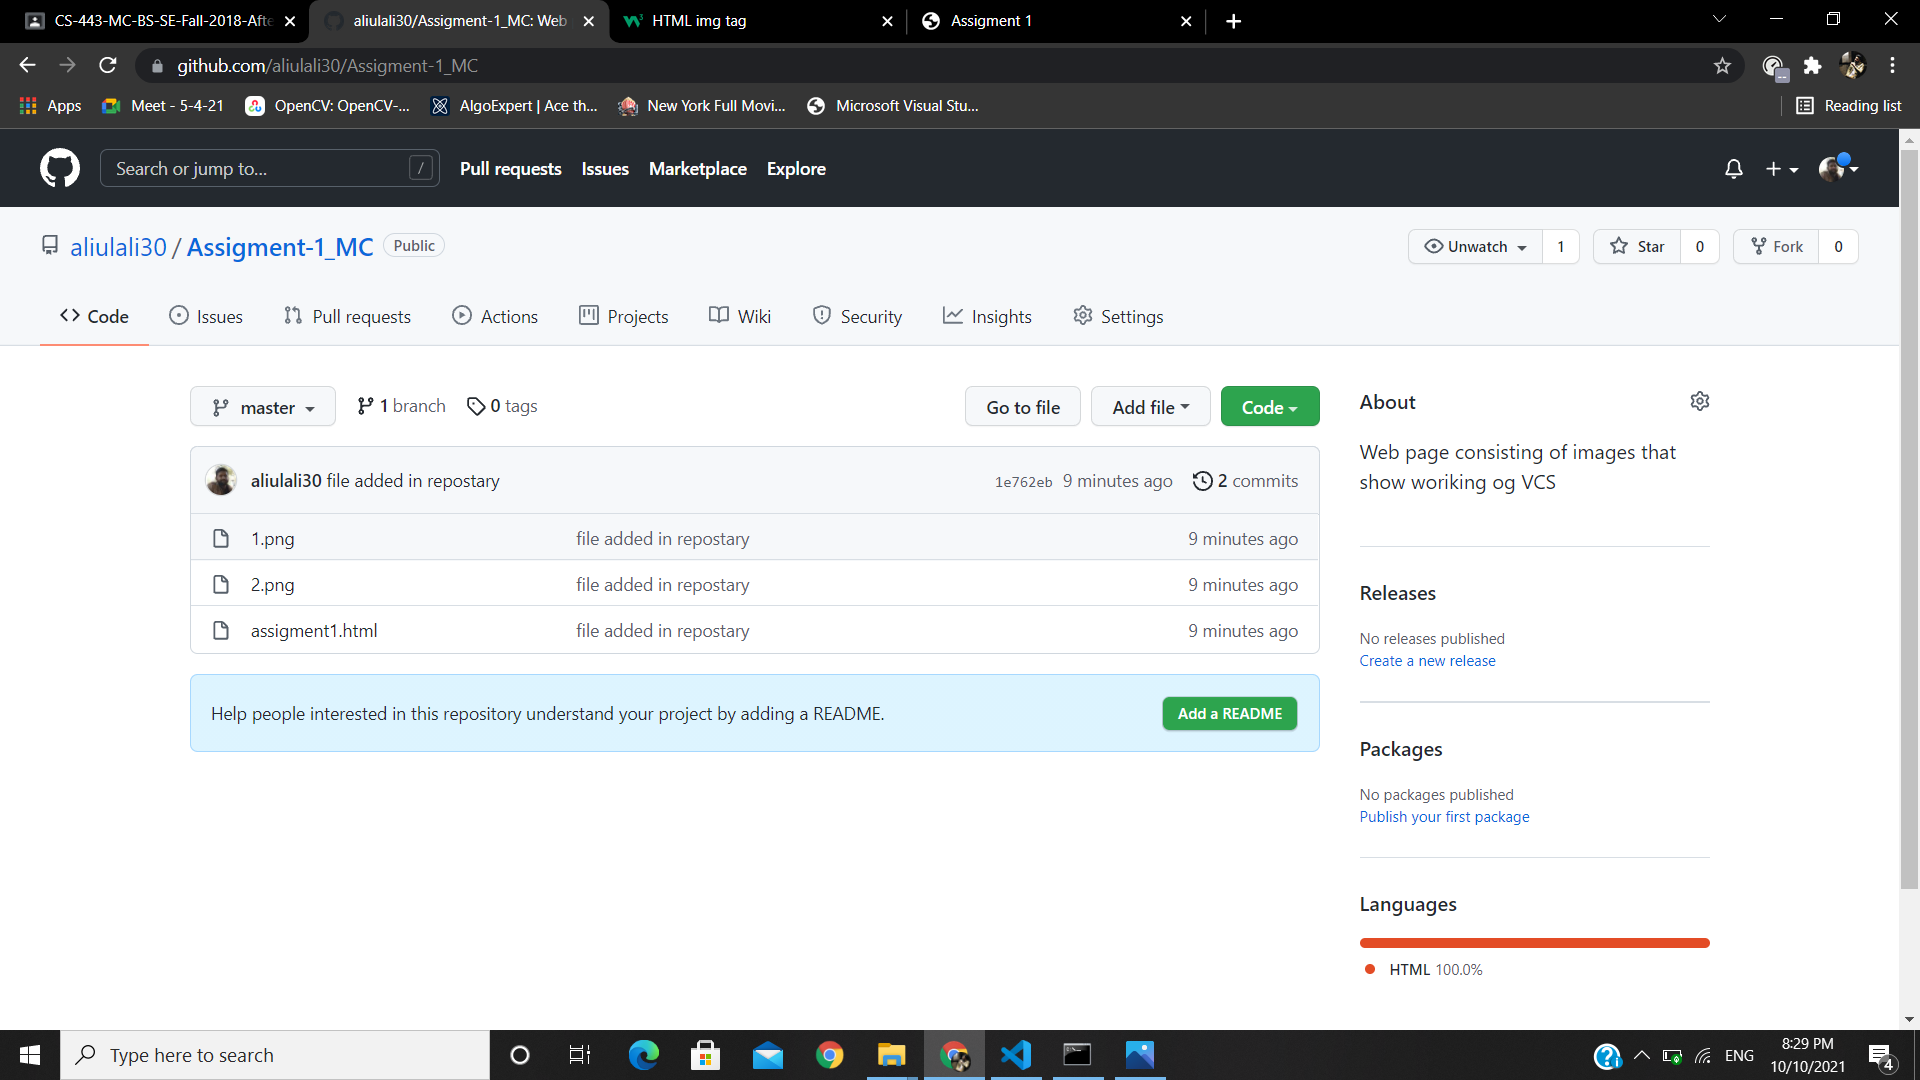 CS-443-MC-BS-SE-Fall-2018-Afte
aliulali30/Assigment-1_MC: Web
HTML img tag
Assigment 1
github.com/aliulali30/Assigment-1_MC
Apps
Meet - 5-4-21
OpenCV: OpenCV-...
AlgoExpert | Ace th...
New York Full Movi...
Microsoft Visual Stu...
Reading list
Search or jump to...
/
Pull requests
Issues
Marketplace
Explore
aliulali30 / Assigment-1_MC
Public
Unwatch
1
Star
0
Fork
0
Code
Issues
Pull requests
Actions
Projects
Wiki
Security
Insights
Settings
master
1 branch
0 tags
Go to file
Add file
Code
aliulali30 file added in repostary
1e762eb
9 minutes ago
2 commits
1.png
file added in repostary
9 minutes ago
2.png
file added in repostary
9 minutes ago
assigment1.html
file added in repostary
9 minutes ago
Help people interested in this repository understand your project by adding a README.
Add a README
About
Web page consisting of images that
show woriking og VCS
Releases
No releases published
Create a new release
Packages
No packages published
Publish your first package
Languages
HTML 100.0%
Type here to search
ENG
8:29 PM
10/10/2021
4